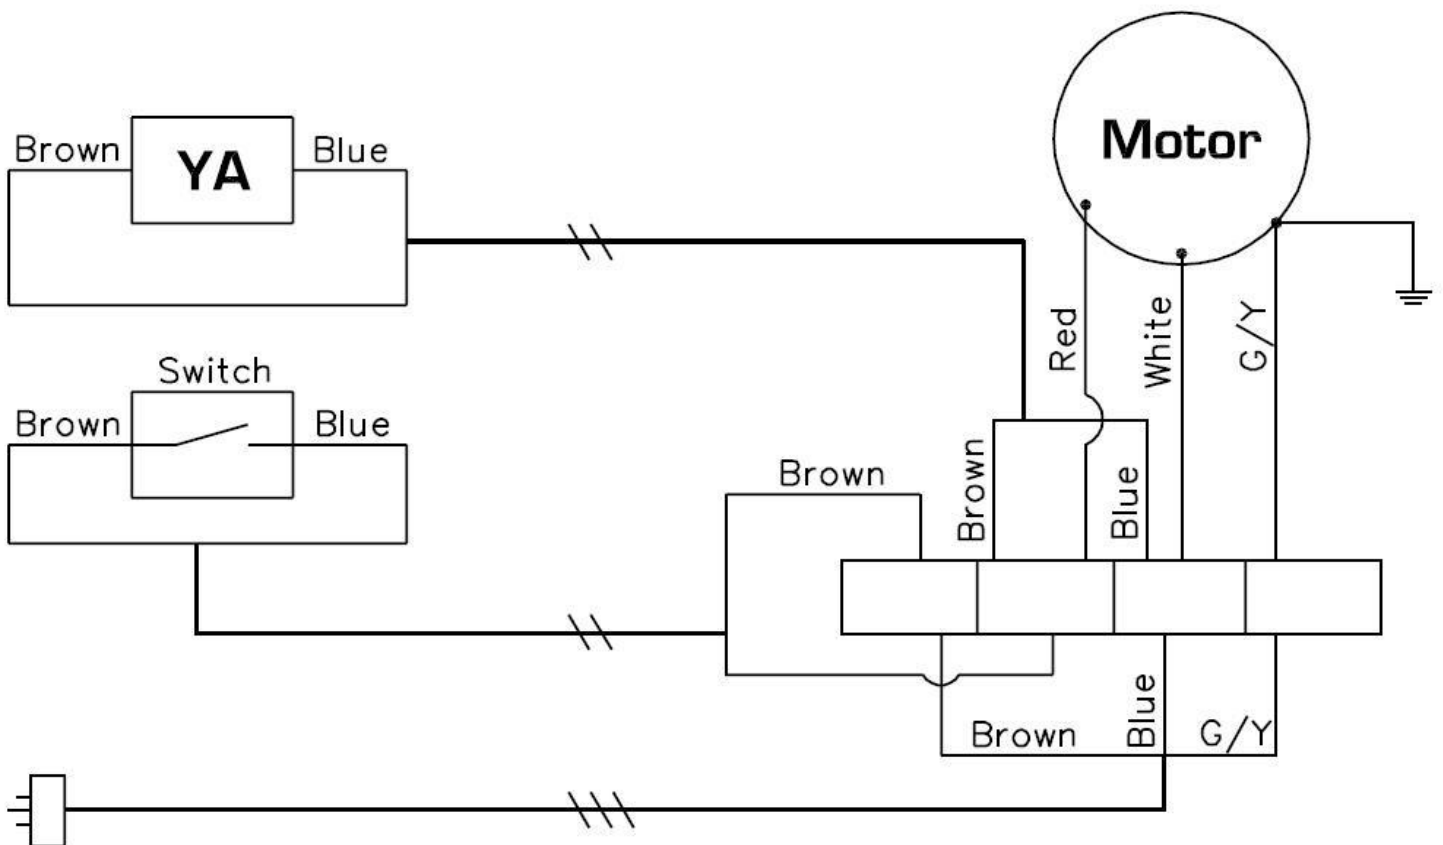 Motor
Brown
YA
Blue
Red
White
G/Y
Switch
Brown
Blue
Brown
Brown
Blue
Brown
Blue
G/Y